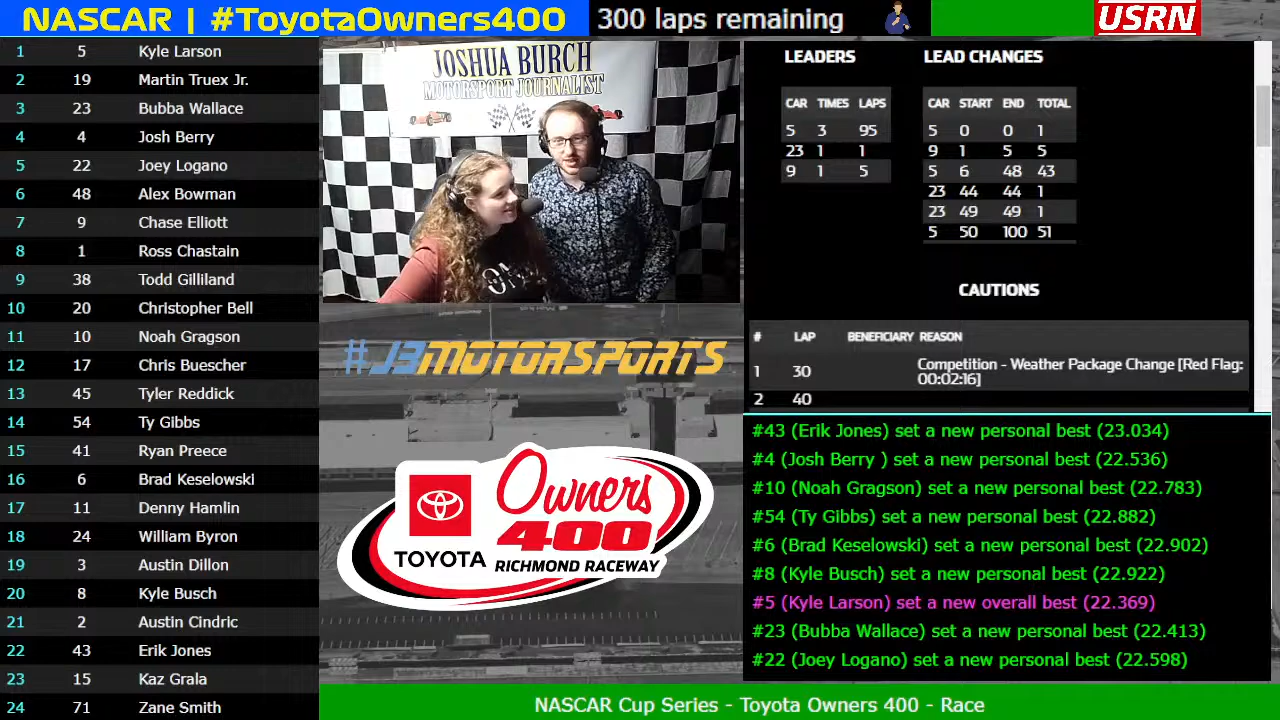 NASCAR | #ToyotaOwners400
300 laps remaining
USRN
1 5 Kyle Larson
2 19 Martin Truex Jr.
3 23 Bubba Wallace
4 4 Josh Berry
5 22 Joey Logano
6 48 Alex Bowman
7 9 Chase Elliott
8 1 Ross Chastain
9 38 Todd Gilliland
10 20 Christopher Bell
11 10 Noah Gragson
12 17 Chris Buescher
13 45 Tyler Reddick
14 54 Ty Gibbs
15 41 Ryan Preece
16 6 Brad Keselowski
17 11 Denny Hamlin
18 24 William Byron
19 3 Austin Dillon
20 8 Kyle Busch
21 2 Austin Cindric
22 43 Erik Jones
23 15 Kaz Grala
24 71 Zane Smith
JOSHUA BURCH
MOTORSPORT JOURNALIST
#JBMOTORSPORTS
Owners
400
TOYOTA
RICHMOND RACEWAY
LEADERS
CAR TIMES LAPS
5 3 95
23 1 1
9 1 5
LEAD CHANGES
CAR START END TOTAL
5 0 0 1
9 1 5 5
5 6 48 43
23 44 44 1
23 49 49 1
5 50 100 51
CAUTIONS
# LAP BENEFICIARY REASON
1 30 Competition - Weather Package Change [Red Flag:
00:02:16]
2 40
#43 (Erik Jones) set a new personal best (23.034)
#4 (Josh Berry ) set a new personal best (22.536)
#10 (Noah Gragson) set a new personal best (22.783)
#54 (Ty Gibbs) set a new personal best (22.882)
#6 (Brad Keselowski) set a new personal best (22.902)
#8 (Kyle Busch) set a new personal best (22.922)
#5 (Kyle Larson) set a new overall best (22.369)
#23 (Bubba Wallace) set a new personal best (22.413)
#22 (Joey Logano) set a new personal best (22.598)
NASCAR Cup Series - Toyota Owners 400 - Race